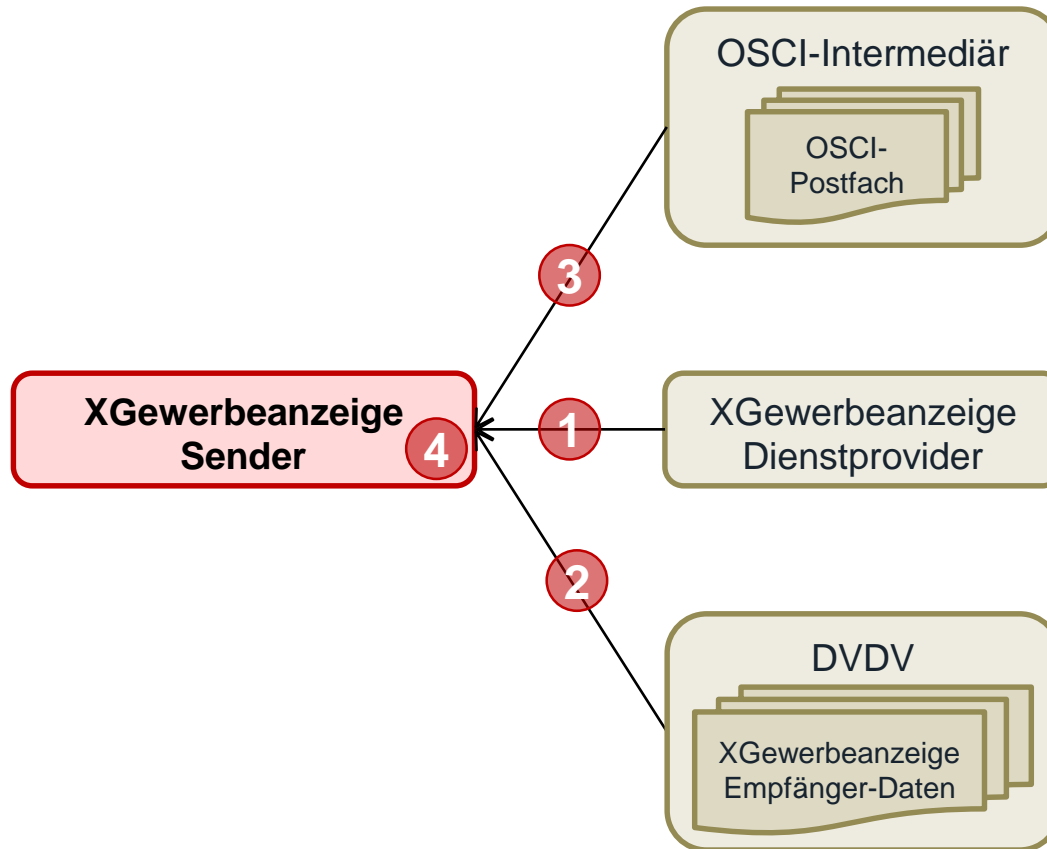 OSCI-Intermediär
OSCI-
Postfach
3
XGewerbeanzeige
Sender
4
1
XGewerbeanzeige
Dienstprovider
2
DVDV
XGewerbeanzeige
Empfänger-Daten